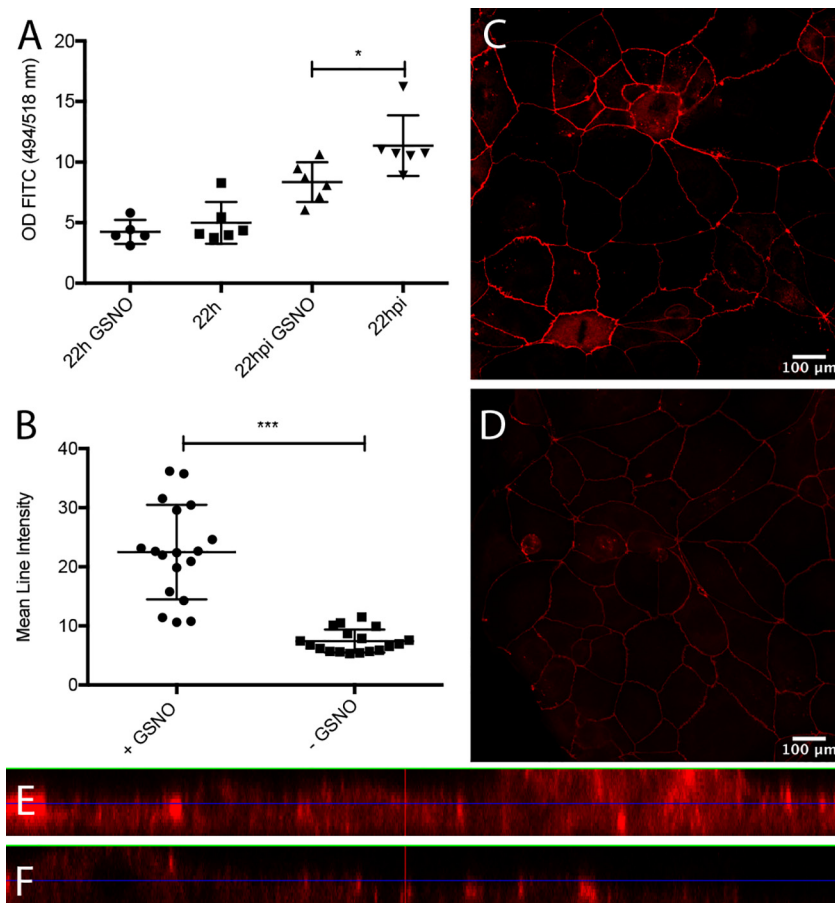 A
20
15
10
5
0
OD FITC (494/518 nm)
*
22h GSNO
22h
22hpi GSNO
22hpi
B
40
30
20
10
0
Mean Line Intensity
***
+ GSNO
- GSNO
C
100 µm
D
100 µm
E
F